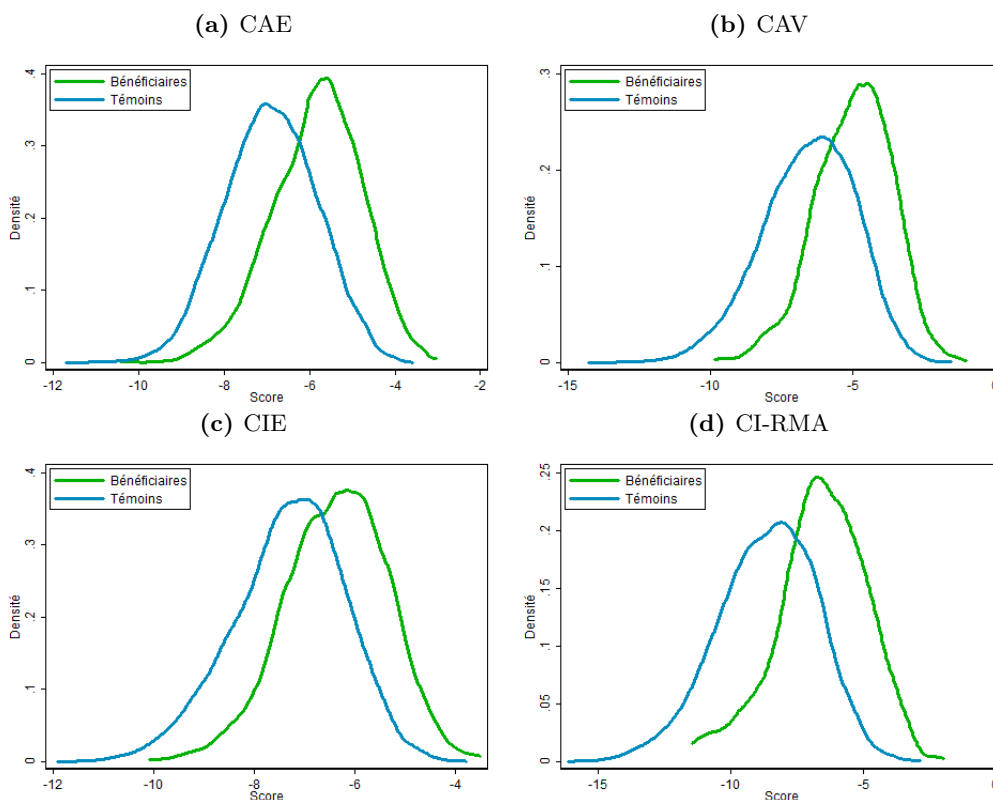 (a) CAE
Bénéficiaires
Témoins
Densité
0 .1 .2 .3 .4
-12 -10 -8 -6 -4 -2
Score
(b) CAV
Bénéficiaires
Témoins
Densité
0 .1 .2 .3
-15 -10 -5 0
Score
(c) CIE
Bénéficiaires
Témoins
Densité
0 .1 .2 .3 .4
-12 -10 -8 -6 -4
Score
(d) CI-RMA
Bénéficiaires
Témoins
Densité
0 .05 .1 .15 .2 .25
-15 -10 -5
Score